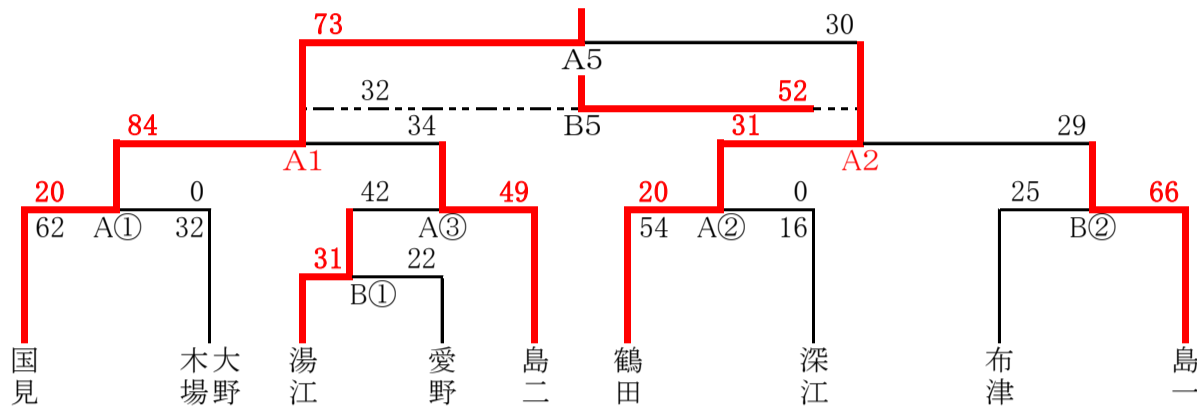 73 30
A5
32 52
B5
84 34 31 29
A1 A2
20 0 42 49 20 0 25 66
62 A① 32 A③ 54 A② 16 B②
31 22
B①
国見 木場 大野 湯江 愛野 島二 鶴田 深江 布津 島一